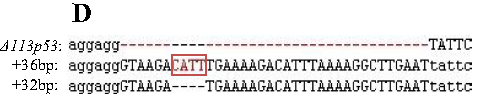 D
Δ113p53: aggagg--------------------------------------TATTC
+36bp: aggaggGTAAGACATTTGAAAAGACATTTAAAAGGCTTGAATtattc
+32bp: aggaggGTAAGA----TGAAAAGACATTTAAAAGGCTTGAATtattc